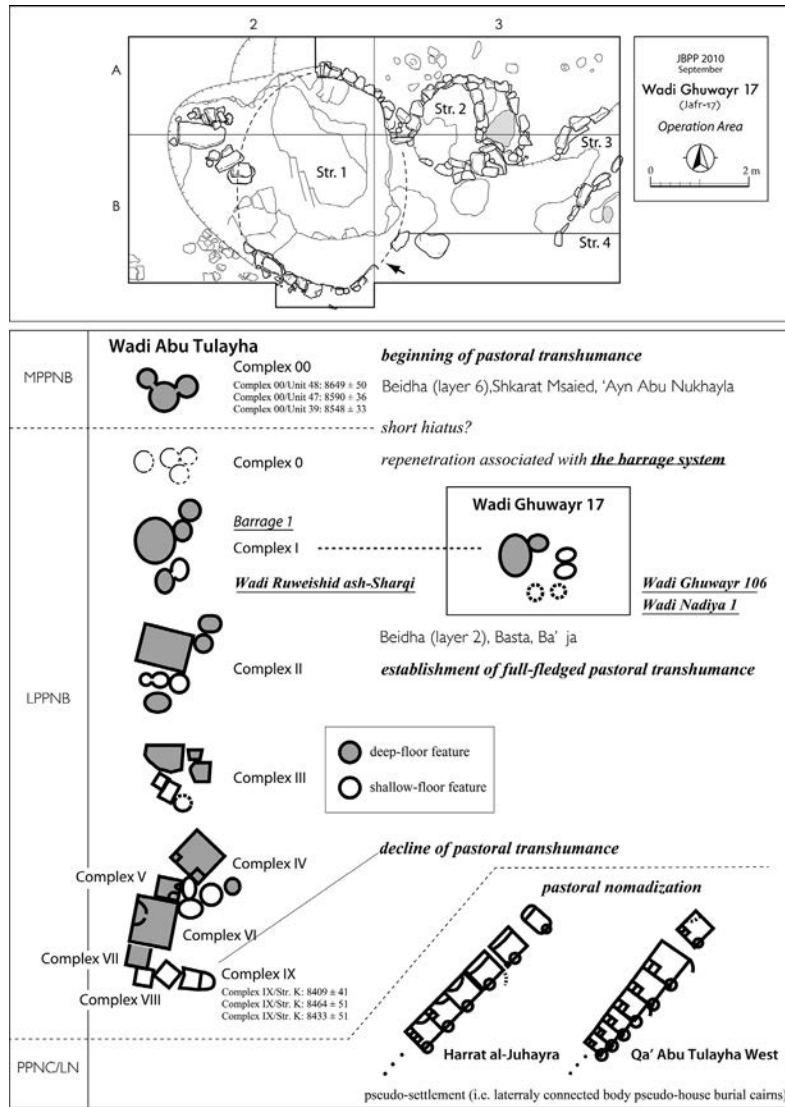 2
3
A
B
Str. 1
Str. 2
Str. 3
Str. 4
JBPP 2010
September
Wadi Ghuwayr 17
(Jafr-17)
Operation Area
0 2 m
MPPNB
Wadi Abu Tulayha
Complex 00
Complex 00/Unit 48: 8649 ± 50
Complex 00/Unit 47: 8590 ± 36
Complex 00/Unit 39: 8548 ± 33
beginning of pastoral transhumance
Beidha (layer 6),Shkarat Msaied, ‘Ayn Abu Nukhayla
short hiatus?
Complex 0
repenetration associated with the barrage system
LPPNB
Barrage 1
Complex I
Wadi Ruweishid ash-Sharqi
Wadi Ghuwayr 17
Wadi Ghuwayr 106
Wadi Nadiya 1
Beidha (layer 2), Basta, Ba’ ja
Complex II
establishment of full-fledged pastoral transhumance
deep-floor feature
shallow-floor feature
Complex III
decline of pastoral transhumance
Complex IV
Complex V
Complex VI
Complex VII
Complex VIII
Complex IX
Complex IX/Str. K: 8409 ± 41
Complex IX/Str. K: 8464 ± 51
Complex IX/Str. K: 8433 ± 51
pastoral nomadization
Harrat al-Juhayra
Qa’ Abu Tulayha West
PPNC/LN
pseudo-settlement (i.e. laterraly connected body pseudo-house burial cairns)